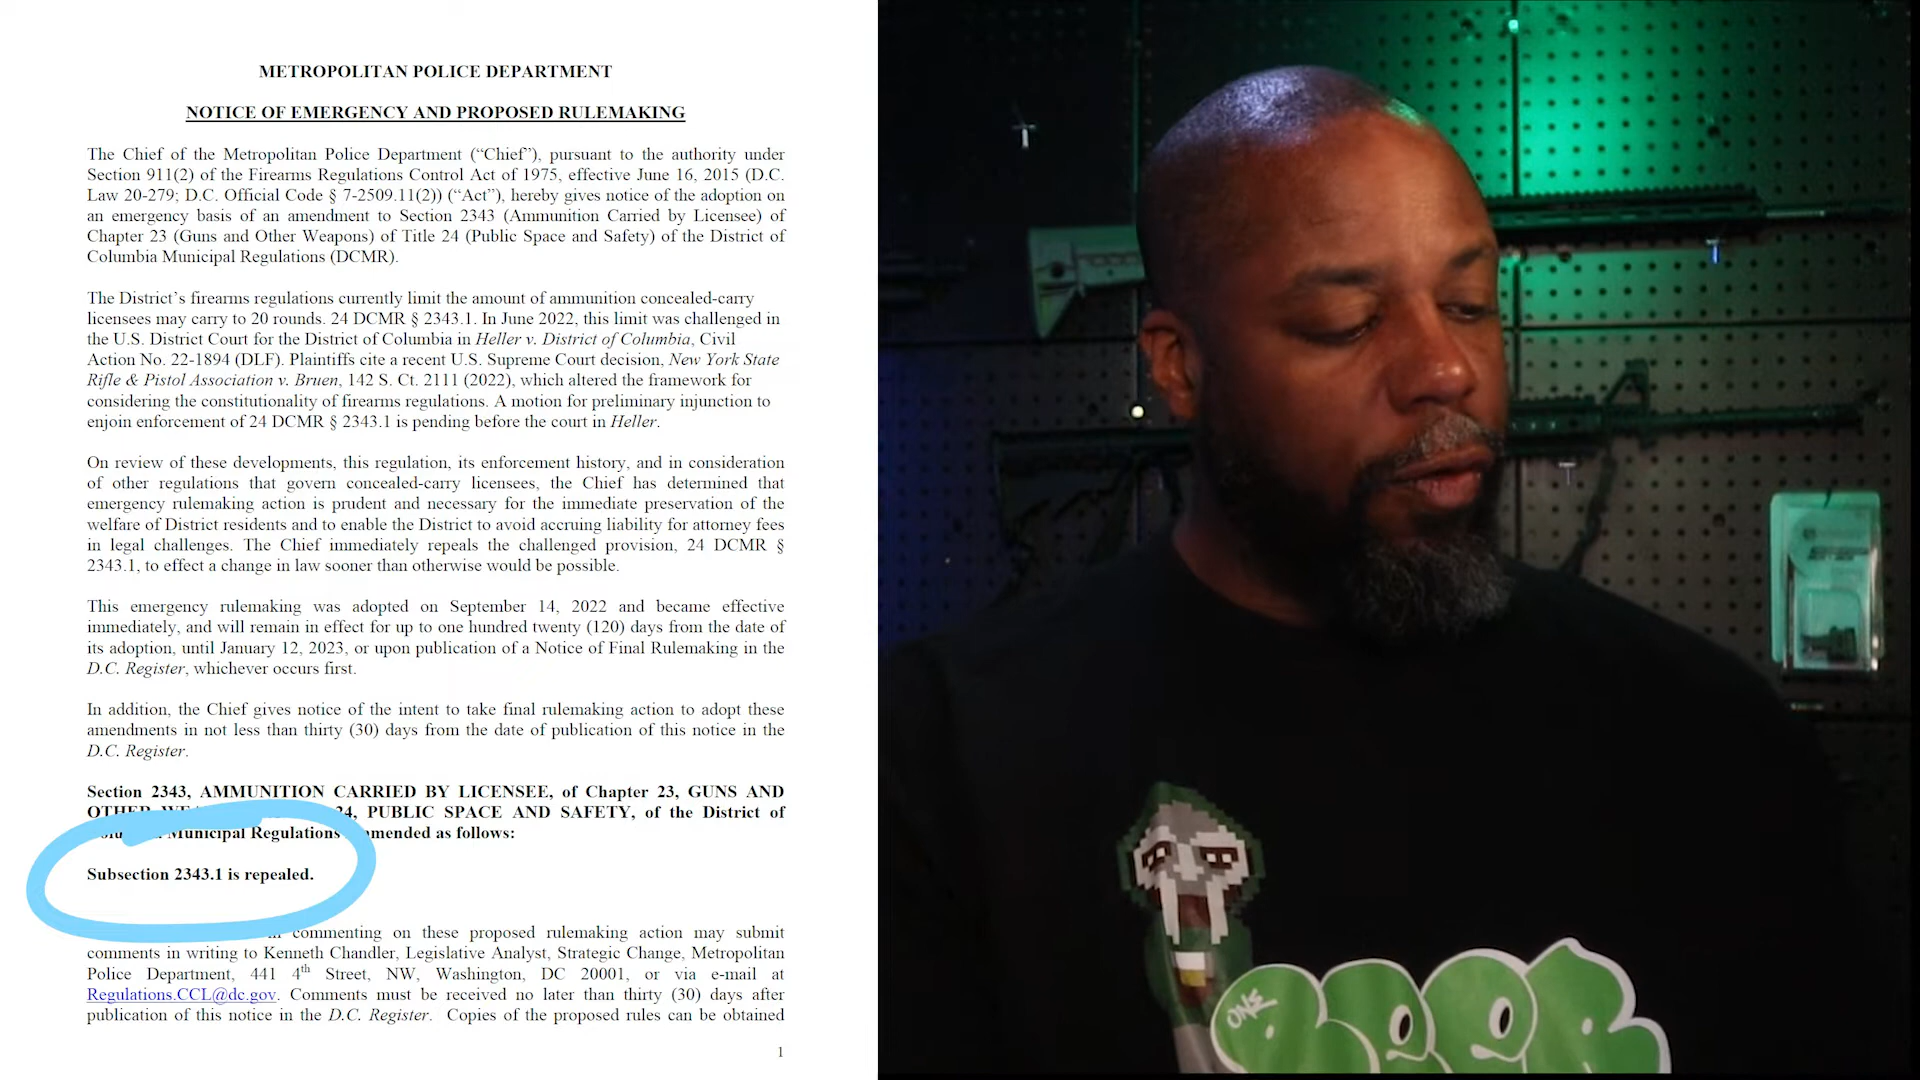 METROPOLITAN POLICE DEPARTMENT
NOTICE OF EMERGENCY AND PROPOSED RULEMAKING
The Chief of the Metropolitan Police Department (“Chief”), pursuant to the authority under
Section 911(2) of the Firearms Regulations Control Act of 1975, effective June 16, 2015 (D.C.
Law 20-279; D.C. Official Code § 7-2509.11(2)) (“Act”), hereby gives notice of the adoption on
an emergency basis of an amendment to Section 2343 (Ammunition Carried by Licensee) of
Chapter 23 (Guns and Other Weapons) of Title 24 (Public Space and Safety) of the District of
Columbia Municipal Regulations (DCMR).
The District’s firearms regulations currently limit the amount of ammunition concealed-carry
licensees may carry to 20 rounds. 24 DCMR § 2343.1. In June 2022, this limit was challenged in
the U.S. District Court for the District of Columbia in Heller v. District of Columbia, Civil
Action No. 22-1894 (DLF). Plaintiffs cite a recent U.S. Supreme Court decision, New York State
Rifle & Pistol Association v. Bruen, 142 S. Ct. 2111 (2022), which altered the framework for
considering the constitutionality of firearms regulations. A motion for preliminary injunction to
enjoin enforcement of 24 DCMR § 2343.1 is pending before the court in Heller.
On review of these developments, this regulation, its enforcement history, and in consideration
of other regulations that govern concealed-carry licensees, the Chief has determined that
emergency rulemaking action is prudent and necessary for the immediate preservation of the
welfare of District residents and to enable the District to avoid accruing liability for attorney fees
in legal challenges. The Chief immediately repeals the challenged provision, 24 DCMR §
2343.1, to effect a change in law sooner than otherwise would be possible.
This emergency rulemaking was adopted on September 14, 2022 and became effective
immediately, and will remain in effect for up to one hundred twenty (120) days from the date of
its adoption, until January 12, 2023, or upon publication of a Notice of Final Rulemaking in the
D.C. Register, whichever occurs first.
In addition, the Chief gives notice of the intent to take final rulemaking action to adopt these
amendments in not less than thirty (30) days from the date of publication of this notice in the
D.C. Register.
Section 2343, AMMUNITION CARRIED BY LICENSEE, of Chapter 23, GUNS AND
OTHER 24, PUBLIC SPACE AND SAFETY, of the District of
Municipal Regulations amended as follows:
Subsection 2343.1 is repealed.
commenting on these proposed rulemaking action may submit
comments in writing to Kenneth Chandler, Legislative Analyst, Strategic Change, Metropolitan
Police Department, 441 4th Street, NW, Washington, DC 20001, or via e-mail at
Regulations.CCL@dc.gov. Comments must be received no later than thirty (30) days after
publication of this notice in the D.C. Register. Copies of the proposed rules can be obtained
1
ONE